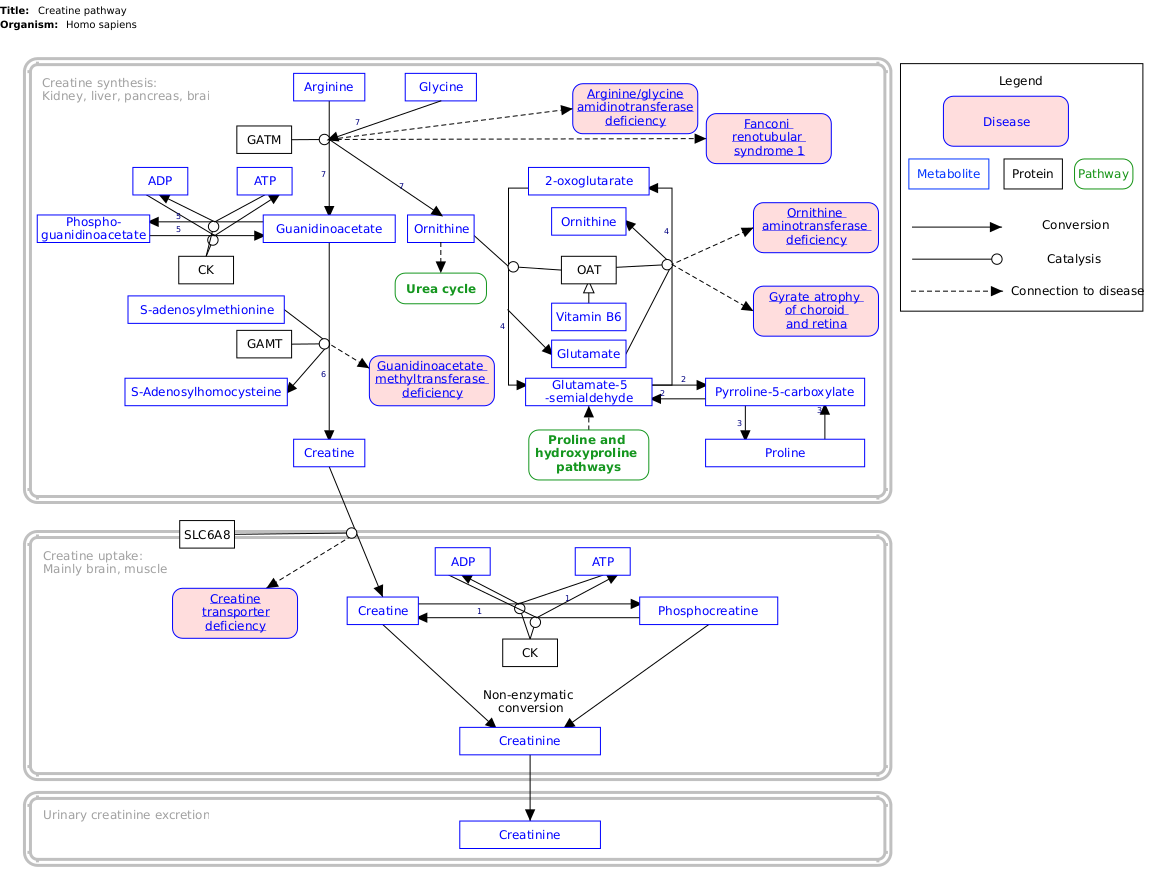 Title: Creatine pathway
Organism: Homo sapiens
Creatine synthesis:
Kidney, liver, pancreas, brai
Arginine
Glycine
Arginine/glycine
amidinotransferase
deficiency
Fanconi
renotubular
syndrome 1
7
GATM
ADP
ATP
7
7
2-oxoglutarate
Phospho-
guanidinoacetate
5
5
Guanidinoacetate
Ornithine
Ornithine
4
Ornithine
aminotransferase
deficiency
CK
OAT
Urea cycle
Gyrate atrophy
of choroid
and retina
S-adenosylmethionine
Vitamin B6
4
GAMT
Glutamate
Guanidinoacetate
methyltransferase
deficiency
6
S-Adenosylhomocysteine
Glutamate-5
-semialdehyde
2
2
Pyrroline-5-carboxylate
3
3
Creatine
Proline and
hydroxyproline
pathways
Proline
SLC6A8
Creatine uptake:
Mainly brain, muscle
ADP
ATP
Creatine
transporter
deficiency
Creatine
1
1
Phosphocreatine
CK
Non-enzymatic
conversion
Creatinine
Urinary creatinine excretion
Creatinine
Legend
Disease
Metabolite
Protein
Pathway
Conversion
Catalysis
Connection to disease